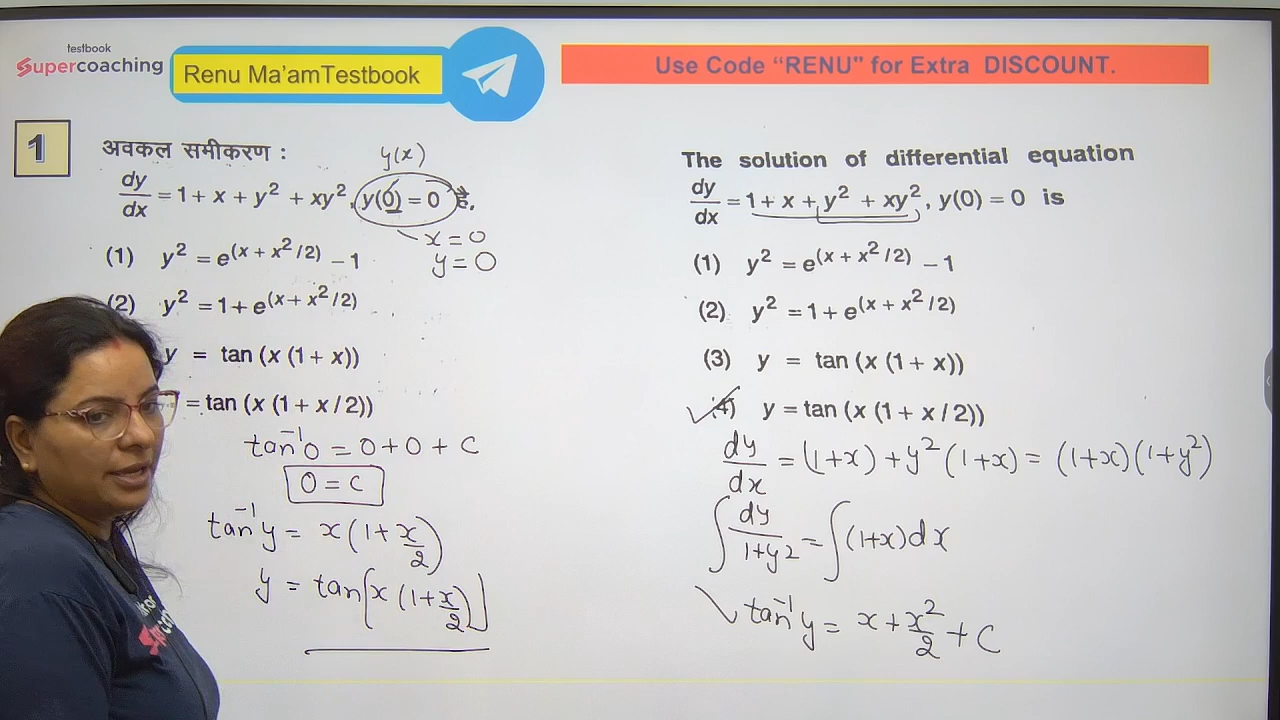 testbook
Supercoaching
Renu Ma'amTestbook
Use Code “RENU" for Extra DISCOUNT.
1
अवकल समीकरण :
y(x)
dy/dx = 1 + x + y² + xy², y(0) = 0 है.
x = 0
y = 0
(1) y² = e^(x + x²/2) – 1
(2) y² = 1 + e^(x + x²/2)
y = tan (x (1 + x))
= tan (x (1 + x/2))
tan⁻¹0 = 0 + 0 + C
0 = C
tan⁻¹y = x(1 + x/2)
y = tan[x (1 + x/2)]
The solution of differential equation
dy/dx = 1 + x + y² + xy², y(0) = 0 is
(1) y² = e^(x + x²/2) – 1
(2) y² = 1 + e^(x + x²/2)
(3) y = tan (x (1 + x))
(4) y = tan (x (1 + x/2))
dy/dx = (1+x) + y²(1+x) = (1+x)(1+y²)
∫ dy/1+y² = ∫(1+x)dx
tan⁻¹y = x + x²/2 + C